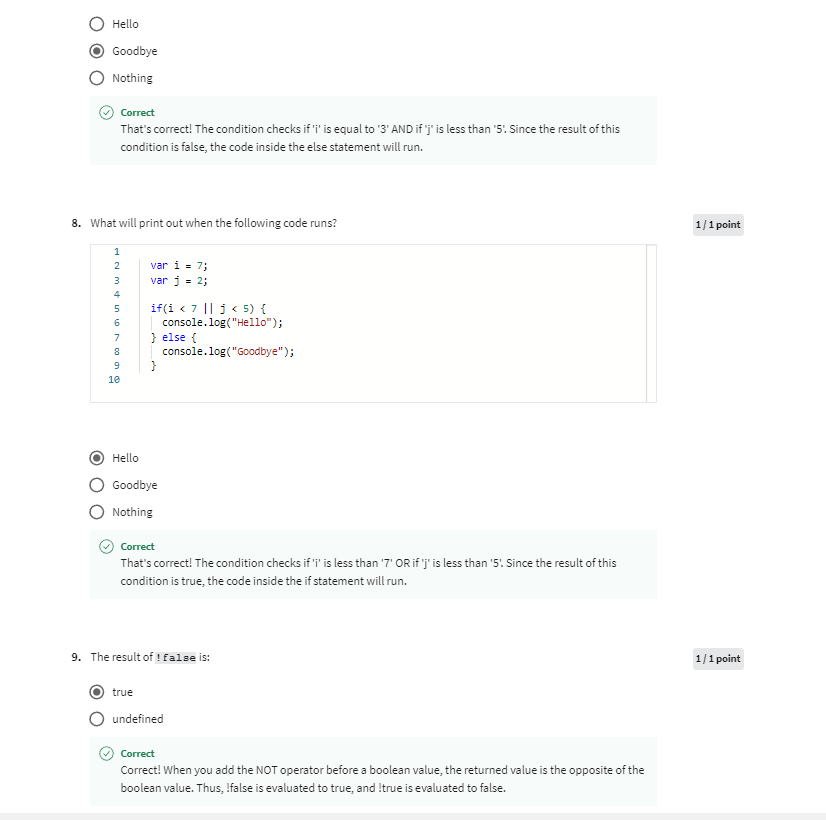 Hello
Goodbye
Nothing
Correct
That's correct! The condition checks if 'i' is equal to '3' AND if 'j' is less than '5'. Since the result of this
condition is false, the code inside the else statement will run.
8. What will print out when the following code runs?
1 / 1 point
1
2 var i = 7;
3 var j = 2;
4
5 if(i < 7 || j < 5) {
6 console.log("Hello");
7 } else {
8 console.log("Goodbye");
9 }
10
Hello
Goodbye
Nothing
Correct
That's correct! The condition checks if 'i' is less than '7' OR if 'j' is less than '5'. Since the result of this
condition is true, the code inside the if statement will run.
9. The result of !false is:
1 / 1 point
true
undefined
Correct
Correct! When you add the NOT operator before a boolean value, the returned value is the opposite of the
boolean value. Thus, !false is evaluated to true, and !true is evaluated to false.